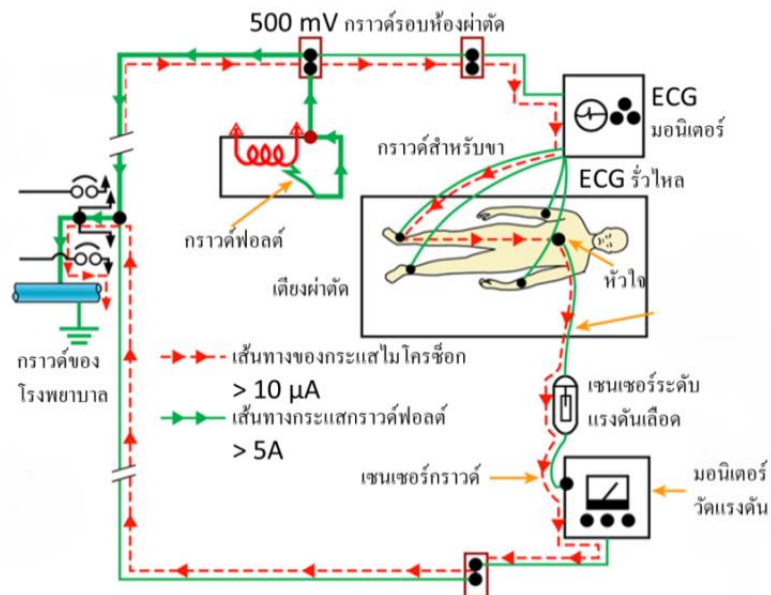 500 mV กราวด์รอบห้องผ่าตัด
ECG
มอนิเตอร์
กราวด์สำหรับขา
ECG รั่วไหล
กราวด์ฟอลต์
หัวใจ
เตียงผ่าตัด
กราวด์ของ
โรงพยาบาล
เส้นทางของกระแสไมโครช็อก
> 10 µA
เส้นทางกระแสกราวด์ฟอลต์
> 5A
เซนเซอร์ระดับ
แรงดันเลือด
เซนเซอร์กราวด์
มอนิเตอร์
วัดแรงดัน